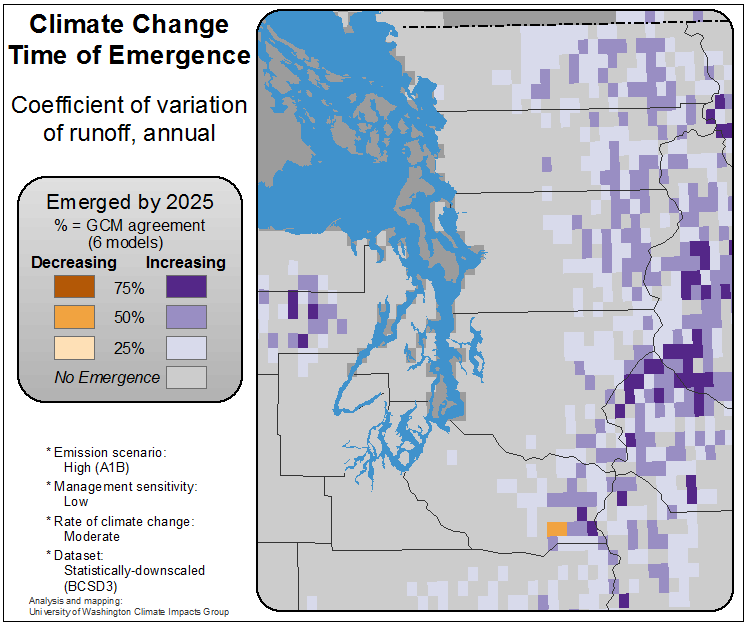 Climate Change
Time of Emergence
Coefficient of variation
of runoff, annual
Emerged by 2025
% = GCM agreement
(6 models)
Decreasing Increasing
75%
50%
25%
No Emergence
* Emission scenario:
High (A1B)
* Management sensitivity:
Low
* Rate of climate change:
Moderate
* Dataset:
Statistically-downscaled
(BCSD3)
Analysis and mapping:
University of Washington Climate Impacts Group